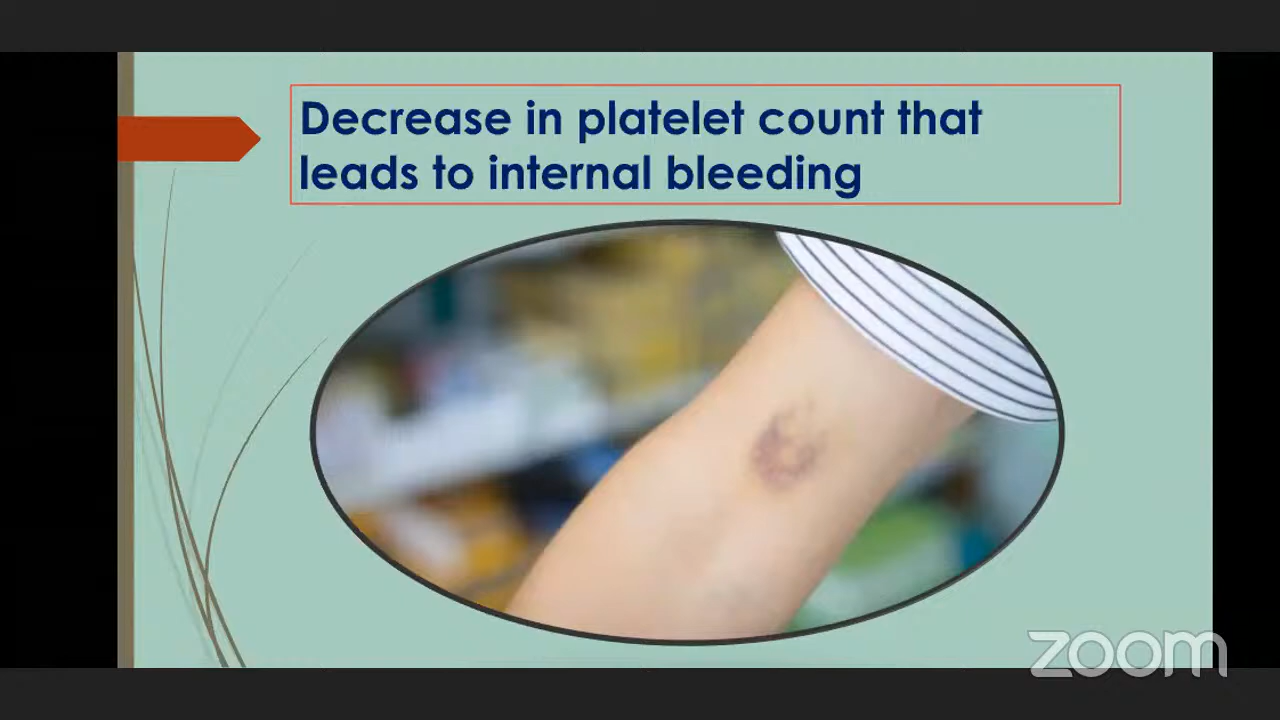 Decrease in platelet count that
leads to internal bleeding
zoom